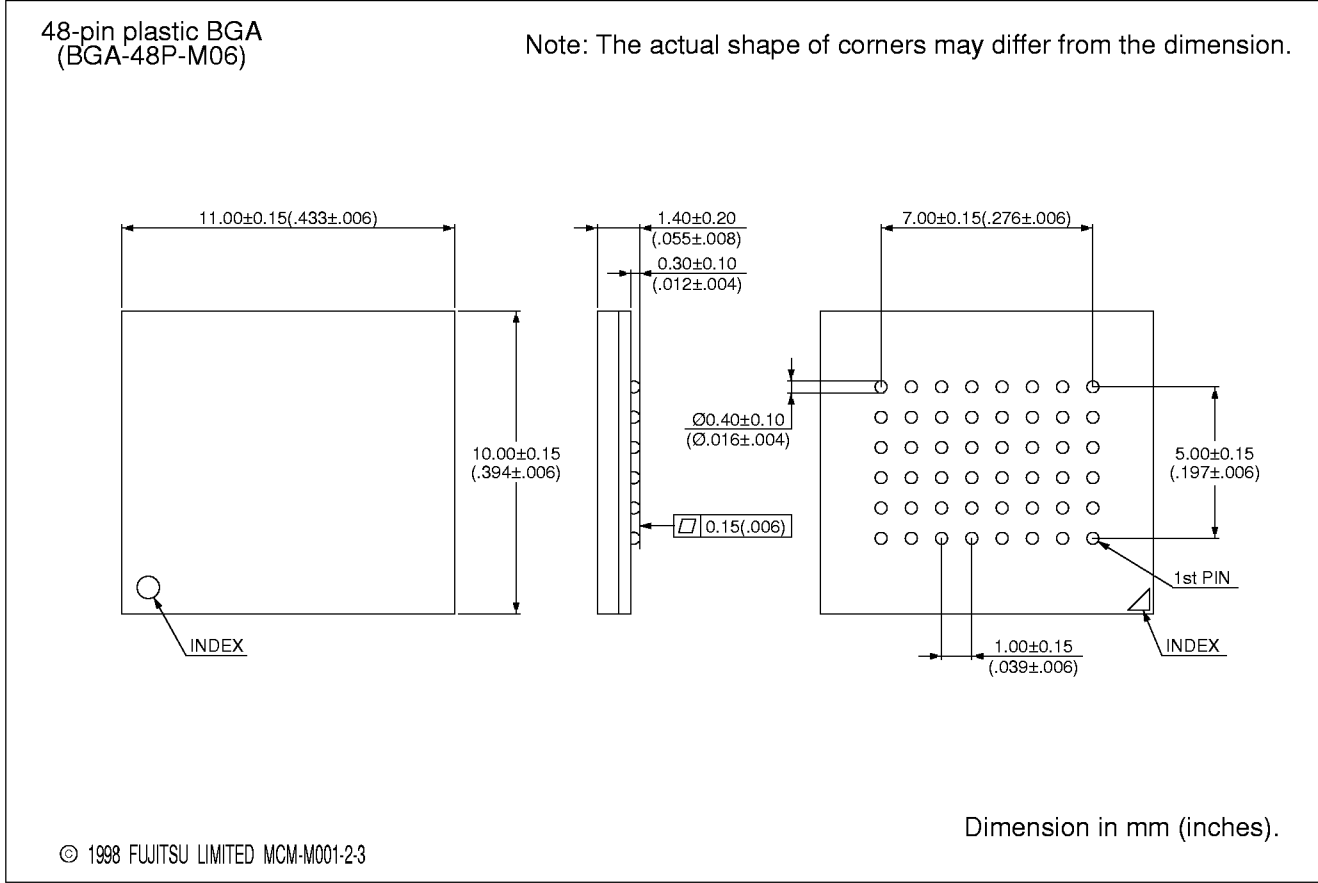 48-pin plastic BGA
(BGA-48P-M06)
Note: The actual shape of corners may differ from the dimension.
11.00±0.15(.433±.006)
1.40±0.20
(.055±.008)
7.00±0.15(.276±.006)
0.30±0.10
(.012±.004)
Ø0.40±0.10
(Ø.016±.004)
10.00±0.15
(.394±.006)
5.00±0.15
(.197±.006)
0.15(.006)
1st PIN
INDEX
1.00±0.15
(.039±.006)
INDEX
Dimension in mm (inches).
© 1998 FUJITSU LIMITED MCM-M001-2-3